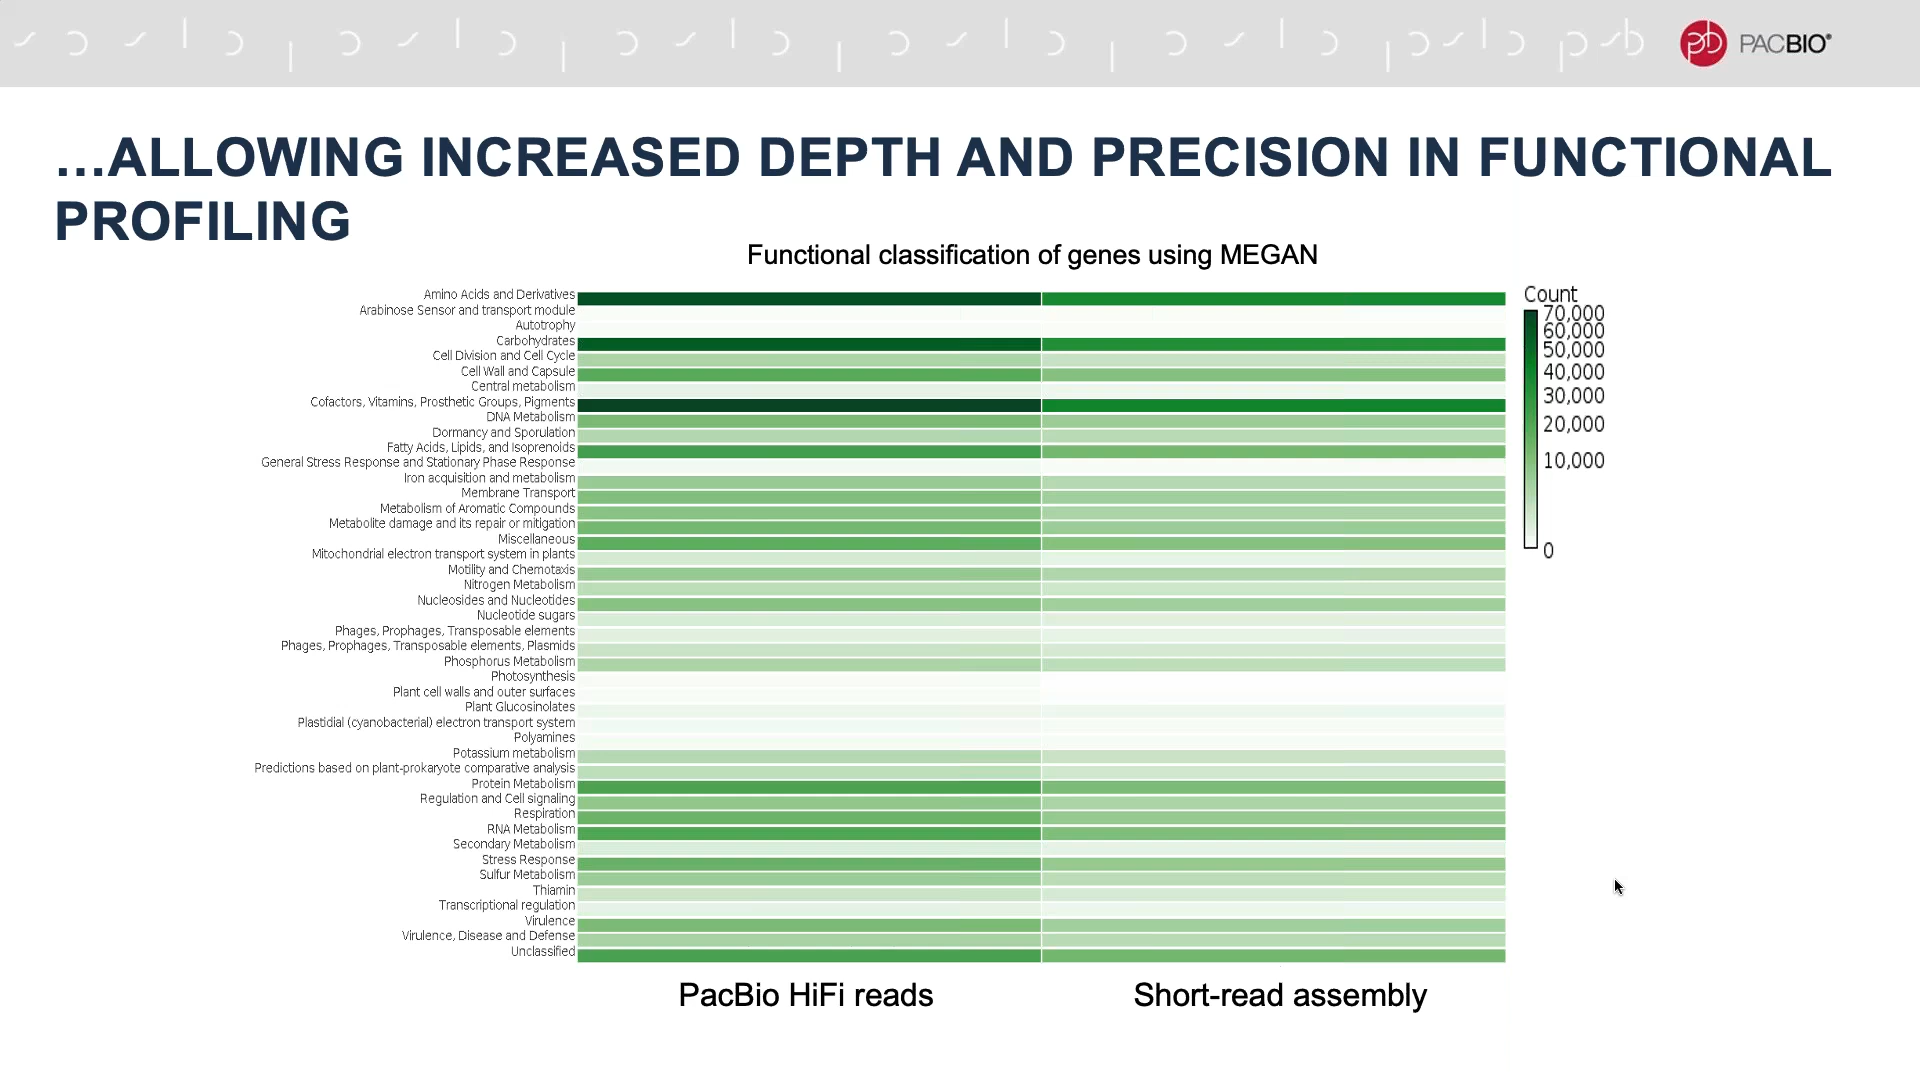 PACBIO®
...ALLOWING INCREASED DEPTH AND PRECISION IN FUNCTIONAL
PROFILING
Functional classification of genes using MEGAN
Amino Acids and Derivatives
Arabinose Sensor and transport module
Autotrophy
Carbohydrates
Cell Division and Cell Cycle
Cell Wall and Capsule
Central metabolism
Cofactors, Vitamins, Prosthetic Groups, Pigments
DNA Metabolism
Dormancy and Sporulation
Fatty Acids, Lipids, and Isoprenoids
General Stress Response and Stationary Phase Response
Iron acquisition and metabolism
Membrane Transport
Metabolism of Aromatic Compounds
Metabolite damage and its repair or mitigation
Miscellaneous
Mitochondrial electron transport system in plants
Motility and Chemotaxis
Nitrogen Metabolism
Nucleosides and Nucleotides
Nucleotide sugars
Phages, Prophages, Transposable elements
Phages, Prophages, Transposable elements, Plasmids
Phosphorus Metabolism
Photosynthesis
Plant cell walls and outer surfaces
Plant Glucosinolates
Plastidial (cyanobacterial) electron transport system
Polyamines
Potassium metabolism
Predictions based on plant-prokaryote comparative analysis
Protein Metabolism
Regulation and Cell signaling
Respiration
RNA Metabolism
Secondary Metabolism
Stress Response
Sulfur Metabolism
Thiamin
Transcriptional regulation
Virulence
Virulence, Disease and Defense
Unclassified
Count
70,000
60,000
50,000
40,000
30,000
20,000
10,000
0
PacBio HiFi reads
Short-read assembly